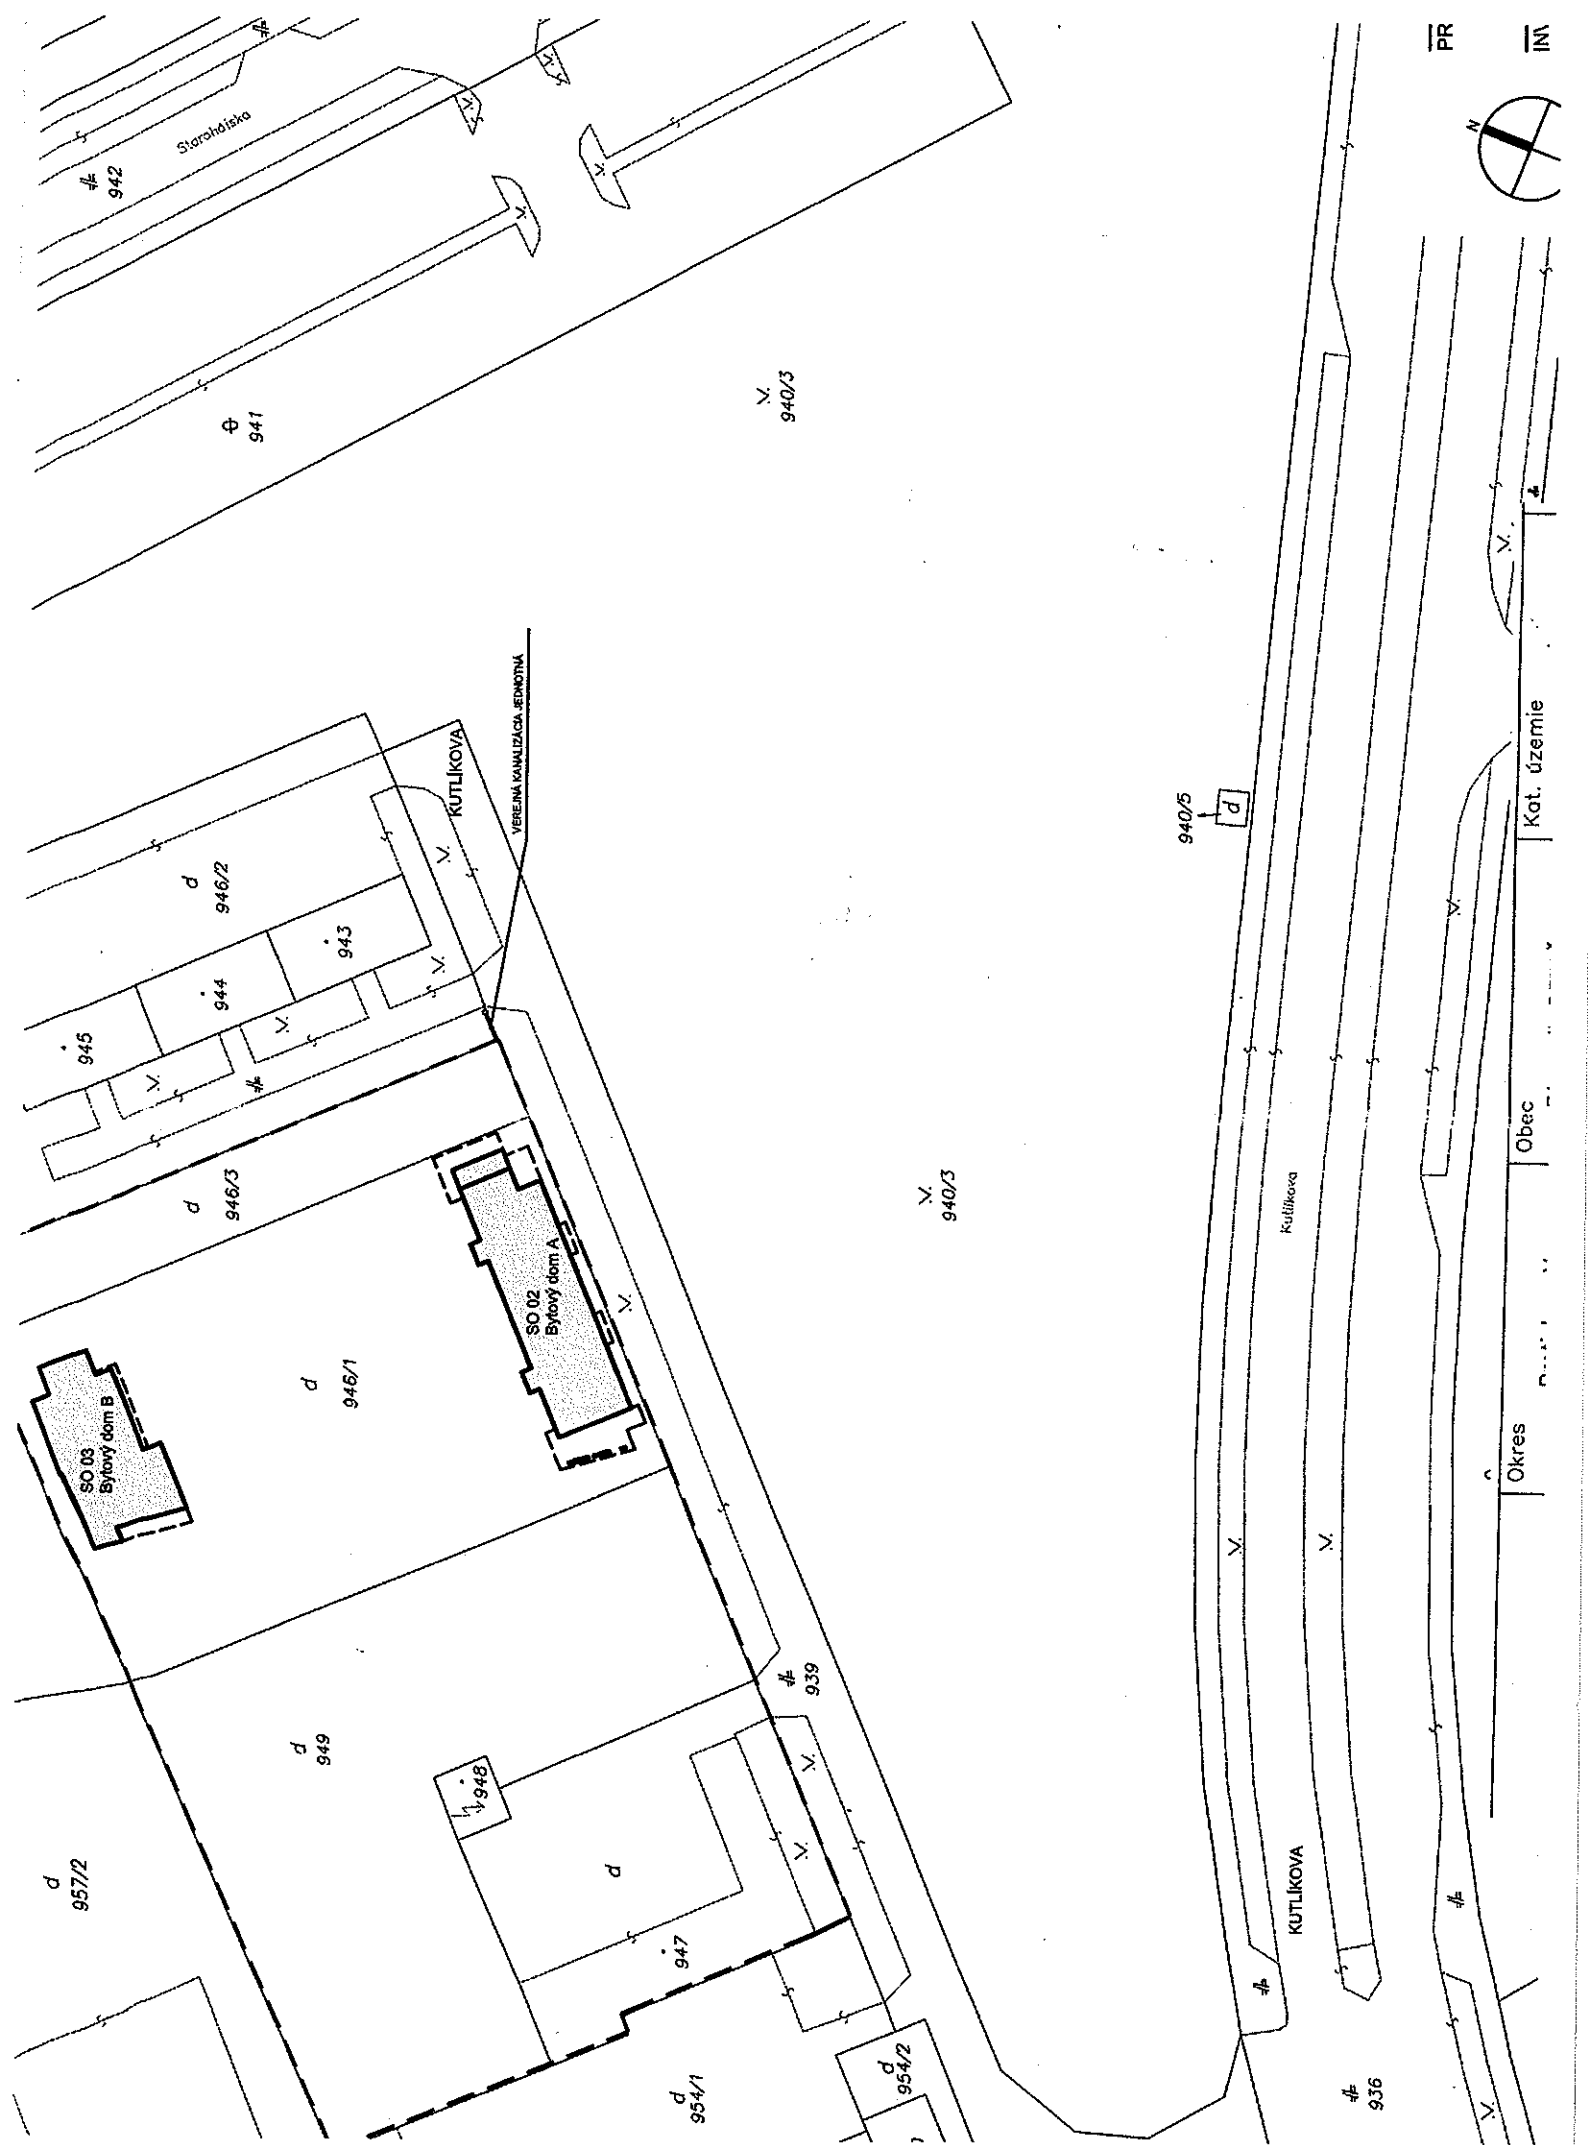 PR
N
Starohájska
942
941
940/3
VEREJNÁ KANALIZÁCIA JEDNOTNÁ
KUTLÍKOVA
d
946/2
943
944
945
d
946/3
940/5
d
Kat. územie
Obec
Okres
940/3
Kutlíkova
SO 02
Bytový dom A
SO 03
Bytový dom B
d
946/1
939
d
949
948
d
947
d
957/2
KUTLÍKOVA
d
954/1
d
954/2
936